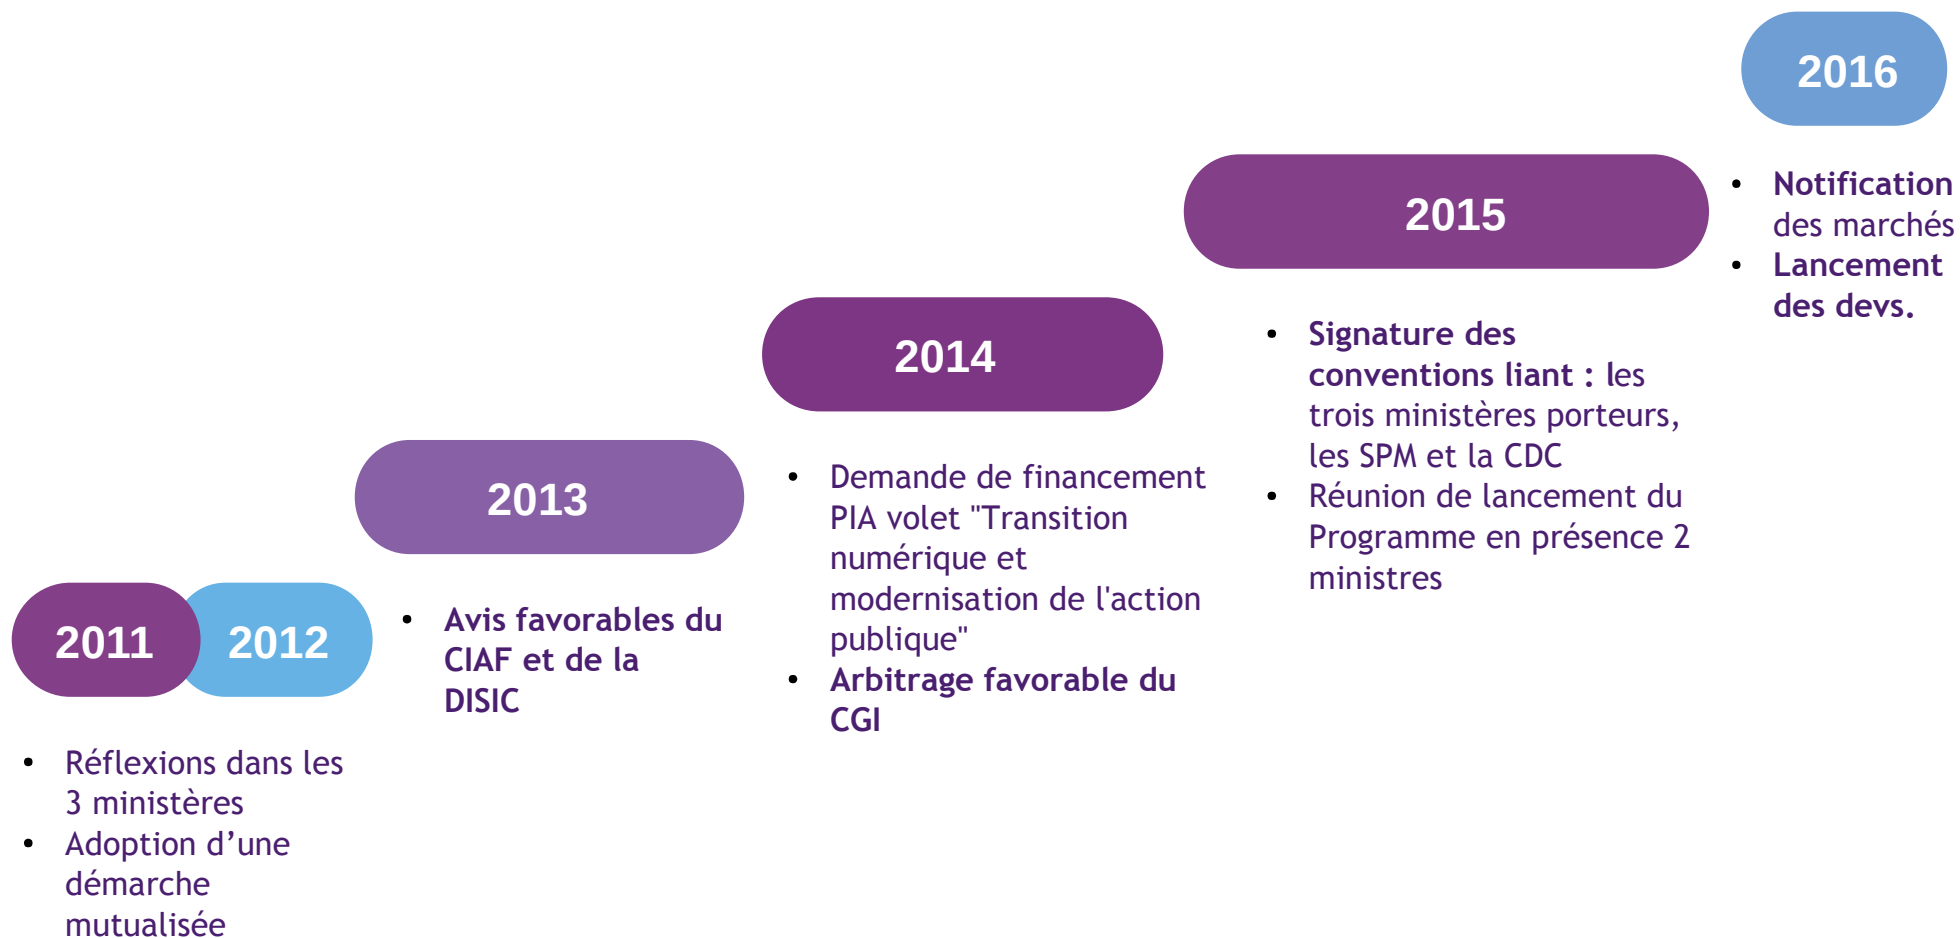 2011
2012
• Réflexions dans les
3 ministères
• Adoption d’une
démarche
mutualisée
2013
• Avis favorables du
CIAF et de la
DISIC
2014
• Demande de financement
PIA volet "Transition
numérique et
modernisation de l'action
publique"
• Arbitrage favorable du
CGI
2015
• Signature des
conventions liant : les
trois ministères porteurs,
les SPM et la CDC
• Réunion de lancement du
Programme en présence 2
ministres
2016
• Notification
des marchés
• Lancement
des devs.